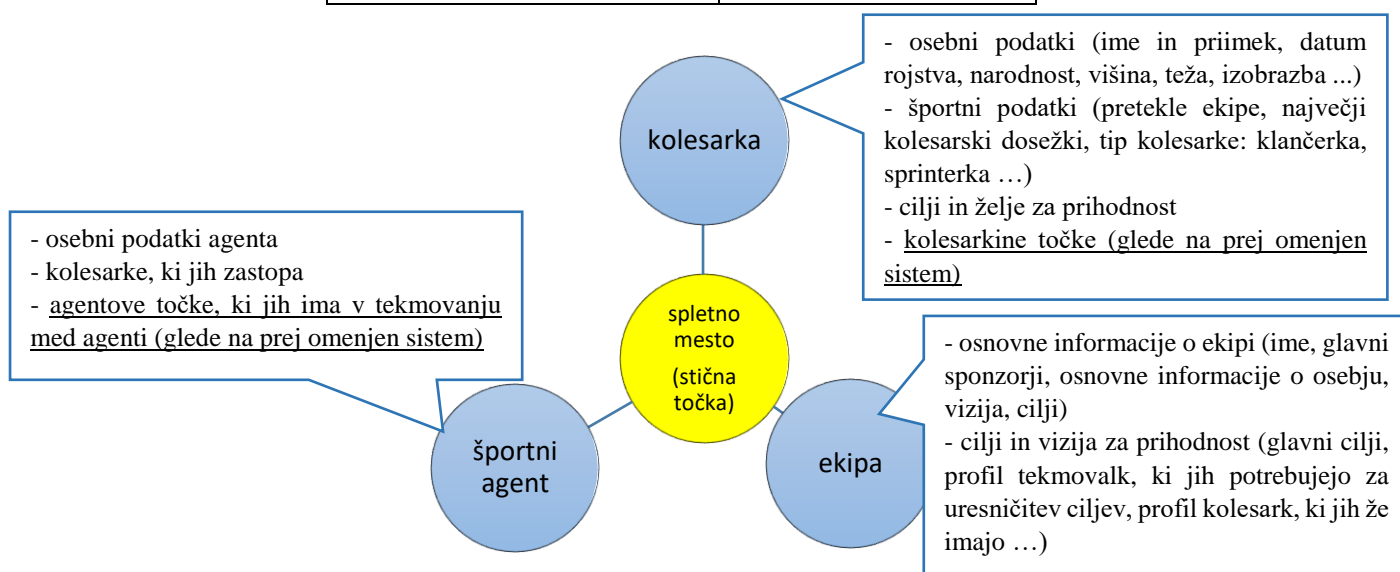 - osebni podatki (ime in priimek, datum
rojstva, narodnost, višina, teža, izobrazba ...)
- športni podatki (pretekle ekipe, največji
kolesarski dosežki, tip kolesarke: klančerka,
sprinterka …)
- cilji in želje za prihodnost
- kolesarkine točke (glede na prej omenjen
sistem)
kolesarka
- osebni podatki agenta
- kolesarke, ki jih zastopa
- agentove točke, ki jih ima v tekmovanju
med agenti (glede na prej omenjen sistem)
spletno
mesto
(stična
točka)
- osnovne informacije o ekipi (ime, glavni
sponzorji, osnovne informacije o osebju,
vizija, cilji)
- cilji in vizija za prihodnost (glavni cilji,
profil tekmovalk, ki jih potrebujejo za
uresničitev ciljev, profil kolesark, ki jih že
imajo …)
športni
agent
ekipa